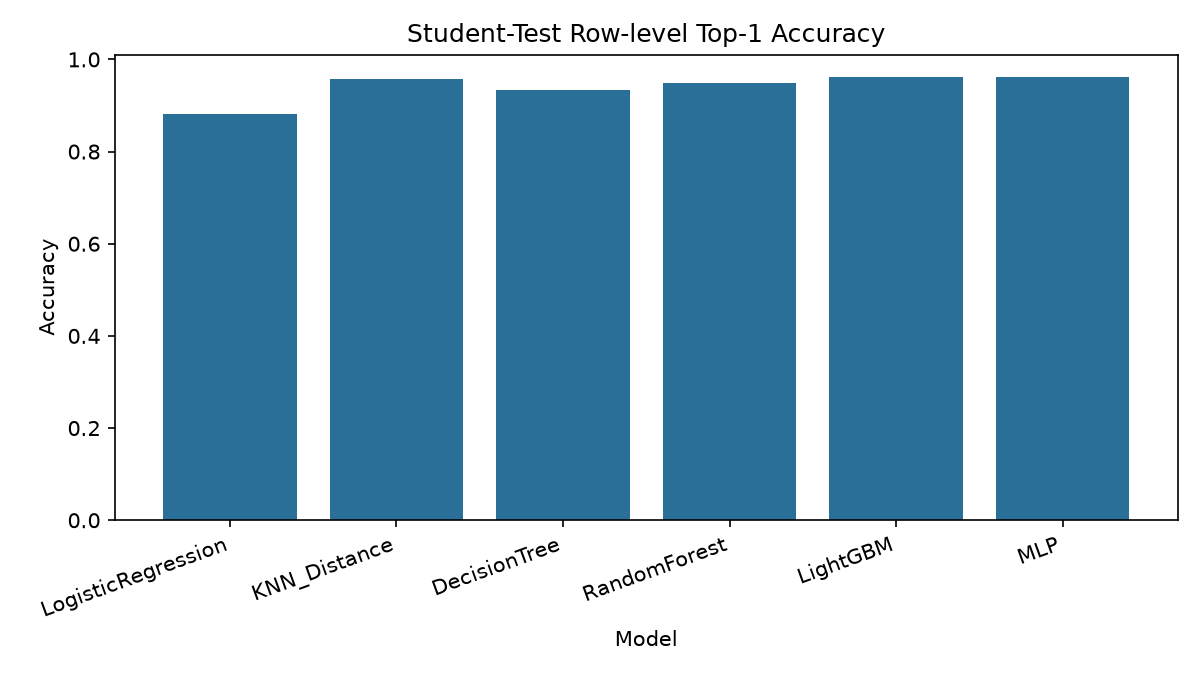 Student-Test Row-level Top-1 Accuracy
1.0
0.8
0.6
0.4
0.2
0.0
Accuracy
LogisticRegression
KNN_Distance
DecisionTree
RandomForest
LightGBM
MLP
Model